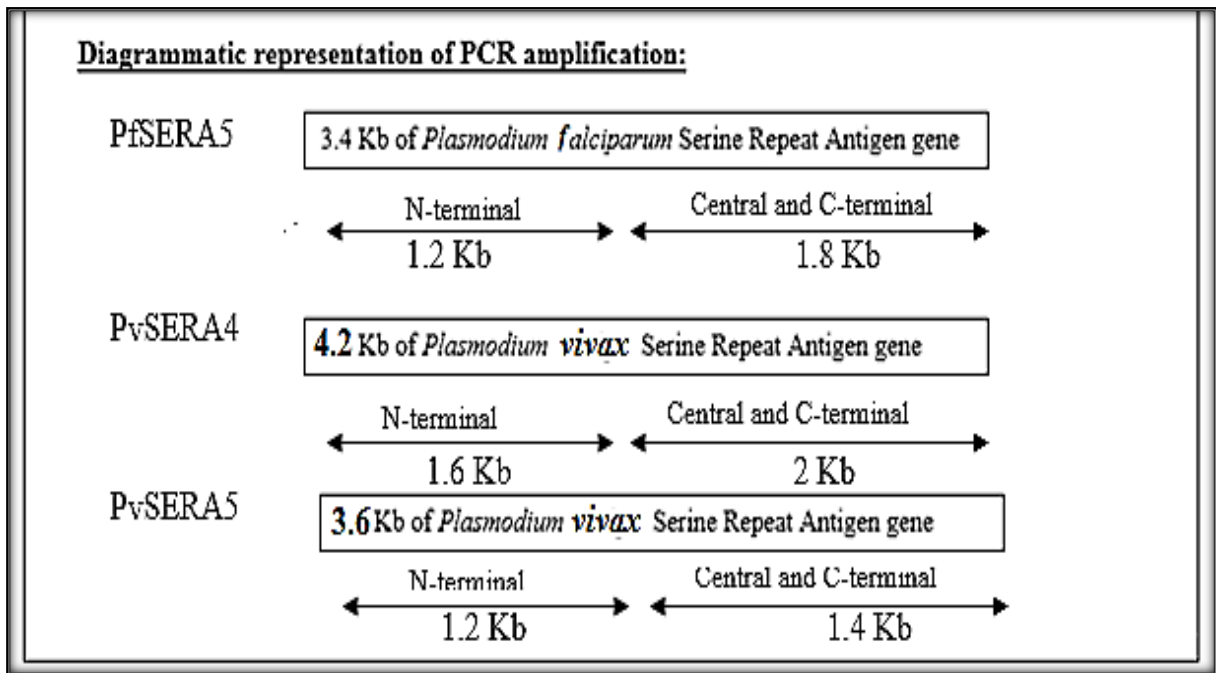 Diagrammatic representation of PCR amplification:
PfSERA5
3.4 Kb of Plasmodium falciparum Serine Repeat Antigen gene
N-terminal Central and C-terminal
1.2 Kb 1.8 Kb
PvSERA4
4.2 Kb of Plasmodium vivax Serine Repeat Antigen gene
N-terminal Central and C-terminal
1.6 Kb 2 Kb
PvSERA5
3.6 Kb of Plasmodium vivax Serine Repeat Antigen gene
N-terminal Central and C-terminal
1.2 Kb 1.4 Kb